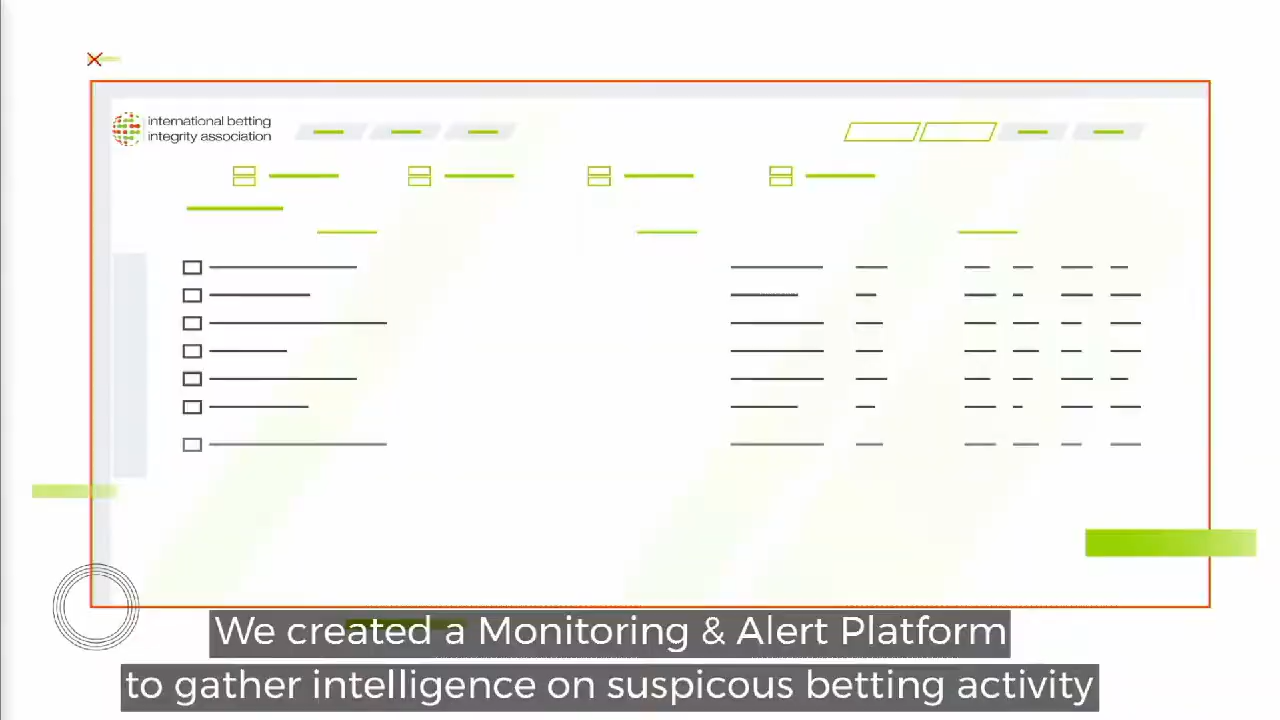 international betting
integrity association
We created a Monitoring & Alert Platform
to gather intelligence on suspicous betting activity